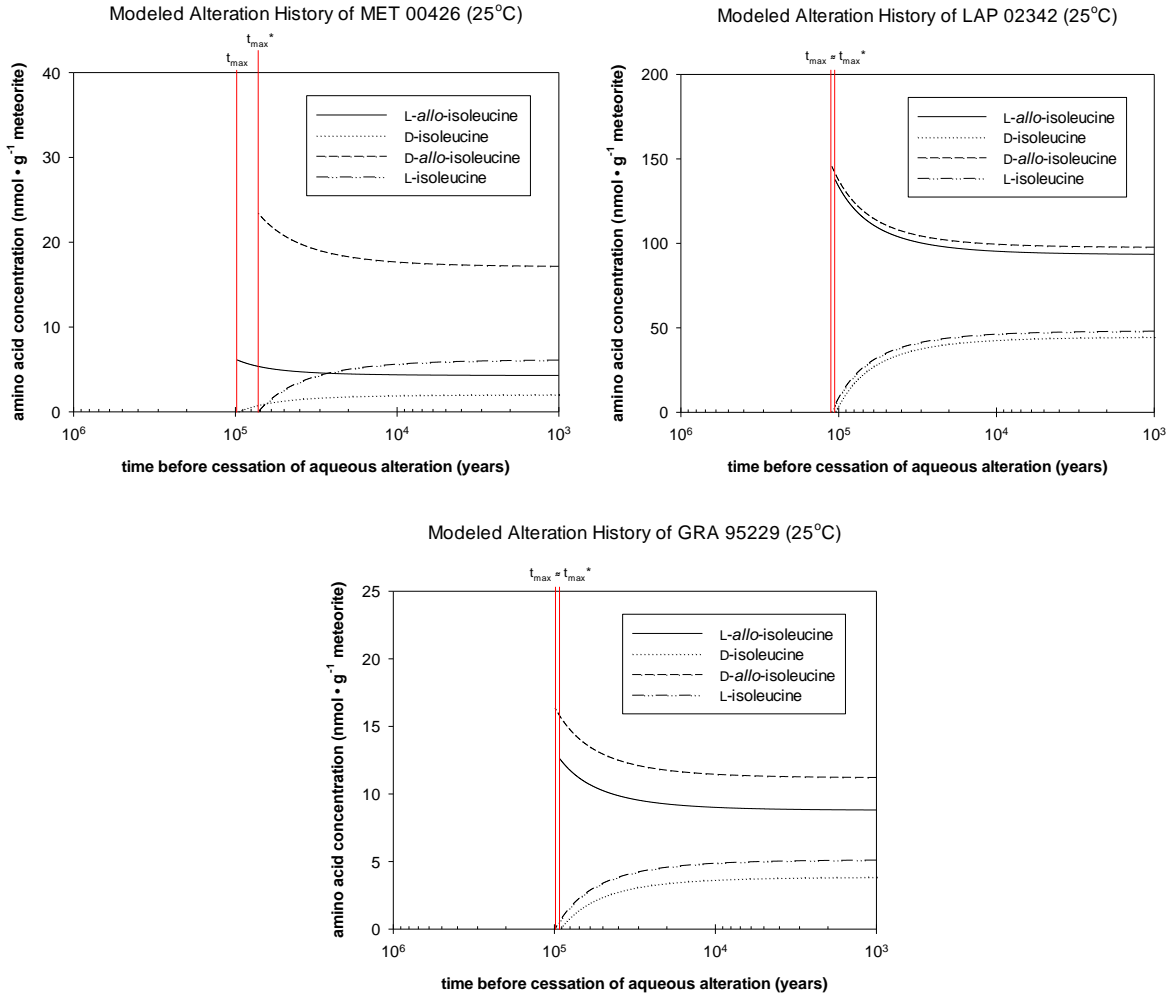 Modeled Alteration History of MET 00426 (25°C)
t_max
t_max*
amino acid concentration (nmol • g⁻¹ meteorite)
40
30
20
10
0
L-allo-isoleucine
D-isoleucine
D-allo-isoleucine
L-isoleucine
10⁶
10⁵
10⁴
10³
time before cessation of aqueous alteration (years)
Modeled Alteration History of LAP 02342 (25°C)
t_max ≈ t_max*
amino acid concentration (nmol • g⁻¹ meteorite)
200
150
100
50
0
L-allo-isoleucine
D-isoleucine
D-allo-isoleucine
L-isoleucine
10⁶
10⁵
10⁴
10³
time before cessation of aqueous alteration (years)
Modeled Alteration History of GRA 95229 (25°C)
t_max ≈ t_max*
amino acid concentration (nmol • g⁻¹ meteorite)
25
20
15
10
5
0
L-allo-isoleucine
D-isoleucine
D-allo-isoleucine
L-isoleucine
10⁶
10⁵
10⁴
10³
time before cessation of aqueous alteration (years)